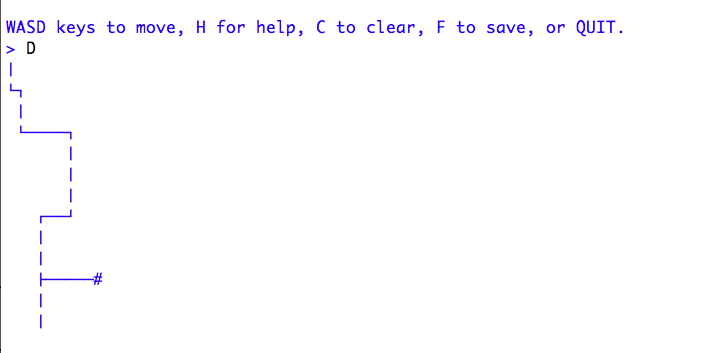 WASD keys to move, H for help, C to clear, F to save, or QUIT.
> D
#